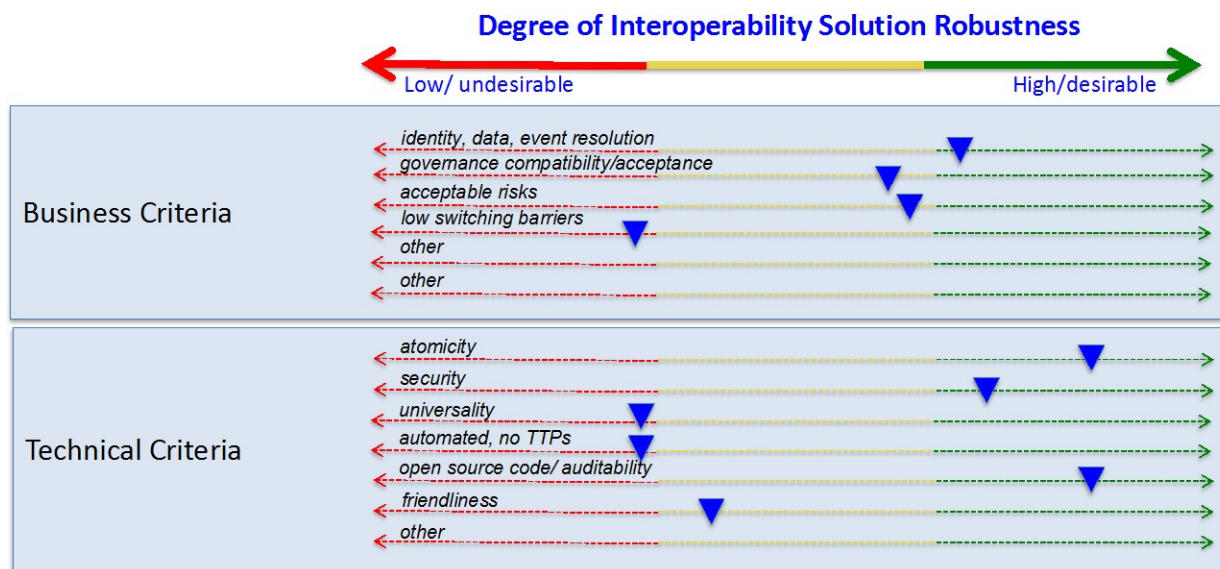 Degree of Interoperability Solution Robustness
Low/ undesirable
High/desirable
Business Criteria
identity, data, event resolution
governance compatibility/acceptance
acceptable risks
low switching barriers
other
other
Technical Criteria
atomicity
security
universality
automated, no TTPs
open source code/ auditability
friendliness
other